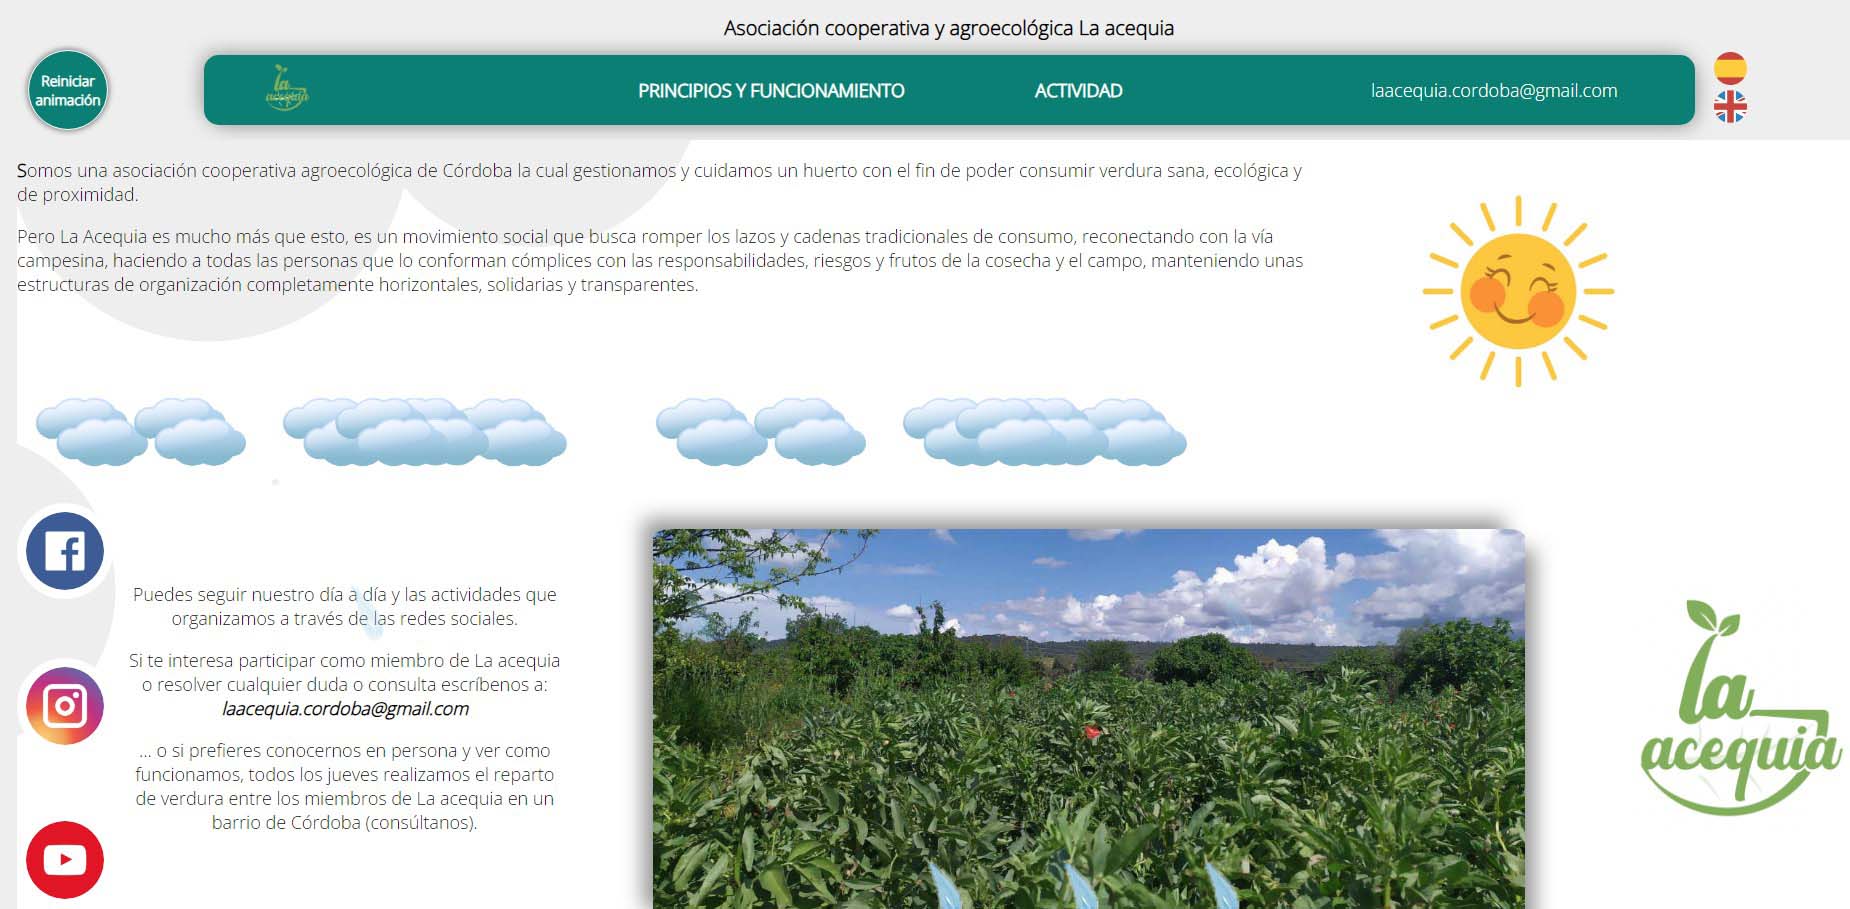 Asociación cooperativa y agroecológica La acequia
Reiniciar
animación
la
acequia
PRINCIPIOS Y FUNCIONAMIENTO
ACTIVIDAD
laacequia.cordoba@gmail.com
Somos una asociación cooperativa agroecológica de Córdoba la cual gestionamos y cuidamos un huerto con el fin de poder consumir verdura sana, ecológica y
de proximidad.
Pero La Acequia es mucho más que esto, es un movimiento social que busca romper los lazos y cadenas tradicionales de consumo, reconectando con la vía
campesina, haciendo a todas las personas que lo conforman cómplices con las responsabilidades, riesgos y frutos de la cosecha y el campo, manteniendo unas
estructuras de organización completamente horizontales, solidarias y transparentes.
Puedes seguir nuestro día a día y las actividades que
organizamos a través de las redes sociales.
Si te interesa participar como miembro de La acequia
o resolver cualquier duda o consulta escríbenos a:
laacequia.cordoba@gmail.com
... o si prefieres conocernos en persona y ver como
funcionamos, todos los jueves realizamos el reparto
de verdura entre los miembros de La acequia en un
barrio de Córdoba (consúltanos).
la
acequia